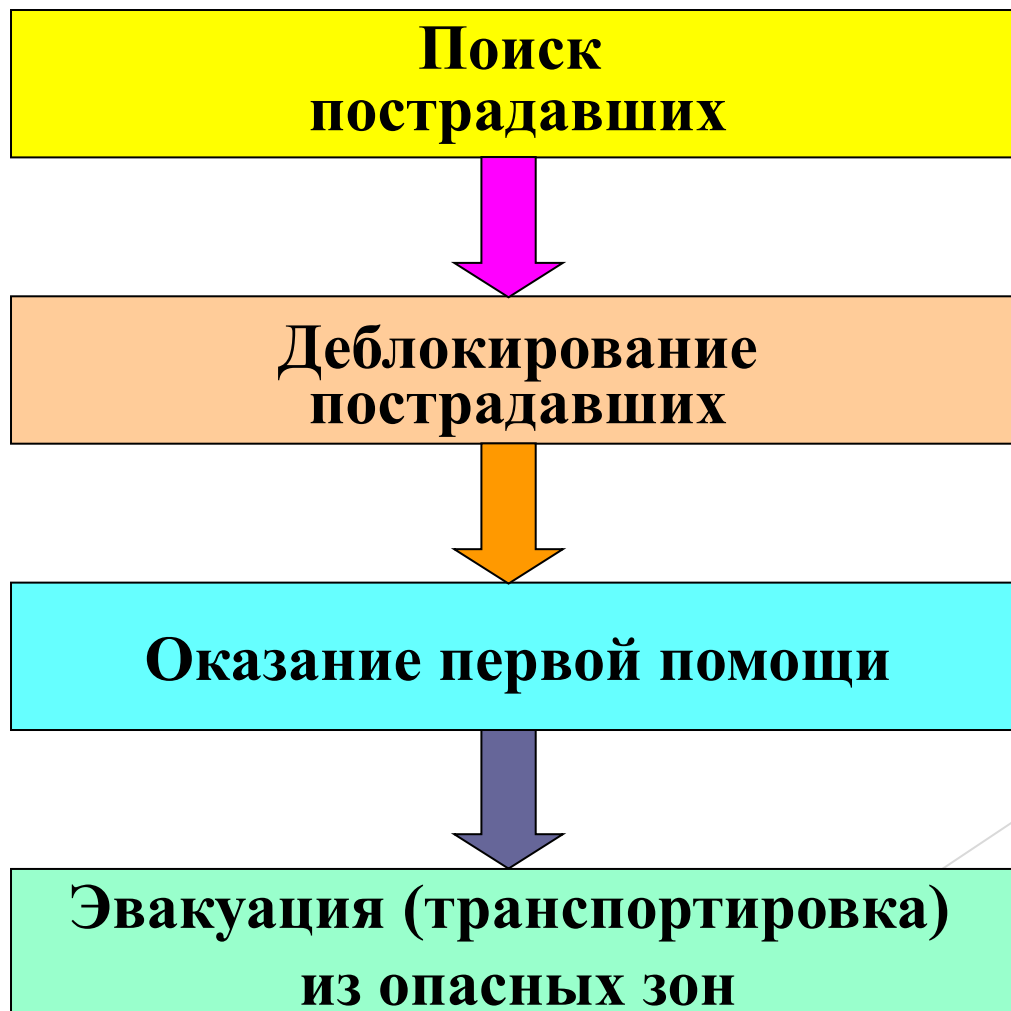 Поиск
пострадавших
Деблокирование
пострадавших
Оказание первой помощи
Эвакуация (транспортировка)
из опасных зон